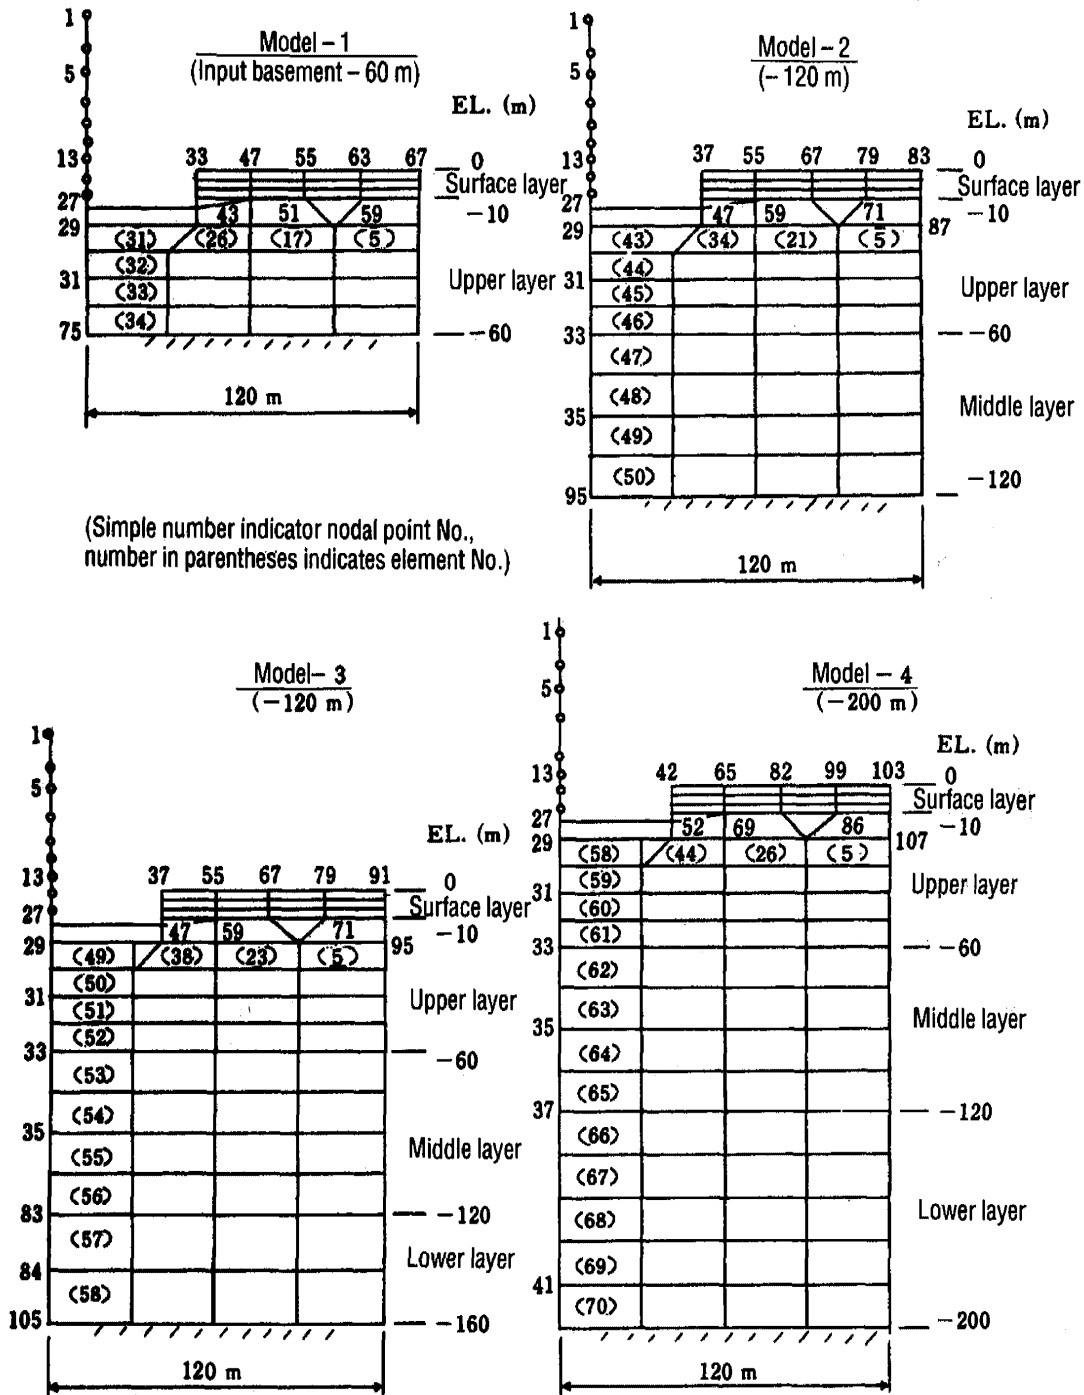 Model-1
(Input basement - 60 m)
EL. (m)
1
5
13
33 47 55 63 67
0
Surface layer
27
43 51 59
-10
29
(31) (26) (17) (5)
(32)
31
(33)
Upper layer
(34)
75
-60
120 m
Model-2
(-120 m)
EL. (m)
1
5
13
37 55 67 79 83
0
Surface layer
27
47 59 71
-10
29
(43) (34) (21) (5)
87
(44)
31
(45)
Upper layer
(46)
33
-60
(47)
(48)
35
Middle layer
(49)
(50)
95
-120
120 m
(Simple number indicator nodal point No.,
number in parentheses indicates element No.)
Model-3
(-120 m)
EL. (m)
1
5
13
37 55 67 79 91
0
Surface layer
27
47 59 71
-10
29
(49) (38) (23) (5)
95
(50)
31
(51)
Upper layer
(52)
33
-60
(53)
(54)
35
(55)
Middle layer
(56)
83
-120
(57)
Lower layer
84
(58)
105
-160
120 m
Model-4
(-200 m)
EL. (m)
1
5
13
42 65 82 99 103
0
Surface layer
27
52 69 86
-10
29
(58) (44) (26) (5)
107
(59)
31
(60)
Upper layer
(61)
33
-60
(62)
(63)
35
Middle layer
(64)
(65)
37
-120
(66)
(67)
(68)
Lower layer
(69)
41
(70)
-200
120 m